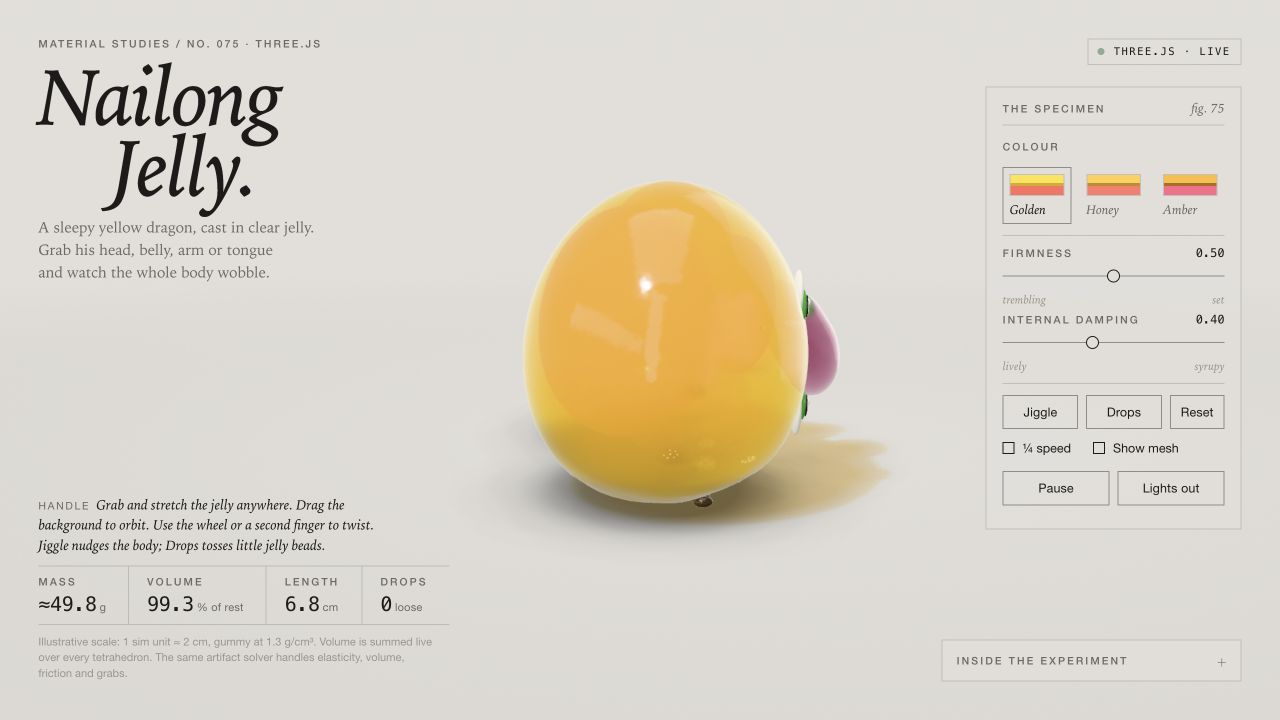 MATERIAL STUDIES / NO. 075 · THREE.JS
Nailong
Jelly.
A sleepy yellow dragon, cast in clear jelly.
Grab his head, belly, arm or tongue
and watch the whole body wobble.
THREE.JS · LIVE
THE SPECIMEN fig. 75
COLOUR
Golden Honey Amber
FIRMNESS 0.50
trembling set
INTERNAL DAMPING 0.40
lively syrupy
Jiggle Drops Reset
¼ speed Show mesh
Pause Lights out
HANDLE Grab and stretch the jelly anywhere. Drag the
background to orbit. Use the wheel or a second finger to twist.
Jiggle nudges the body; Drops tosses little jelly beads.
MASS VOLUME LENGTH DROPS
≈49.8 g 99.3 % of rest 6.8 cm 0 loose
Illustrative scale: 1 sim unit ≈ 2 cm, gummy at 1.3 g/cm³. Volume is summed live
over every tetrahedron. The same artifact solver handles elasticity, volume,
friction and grabs.
INSIDE THE EXPERIMENT +